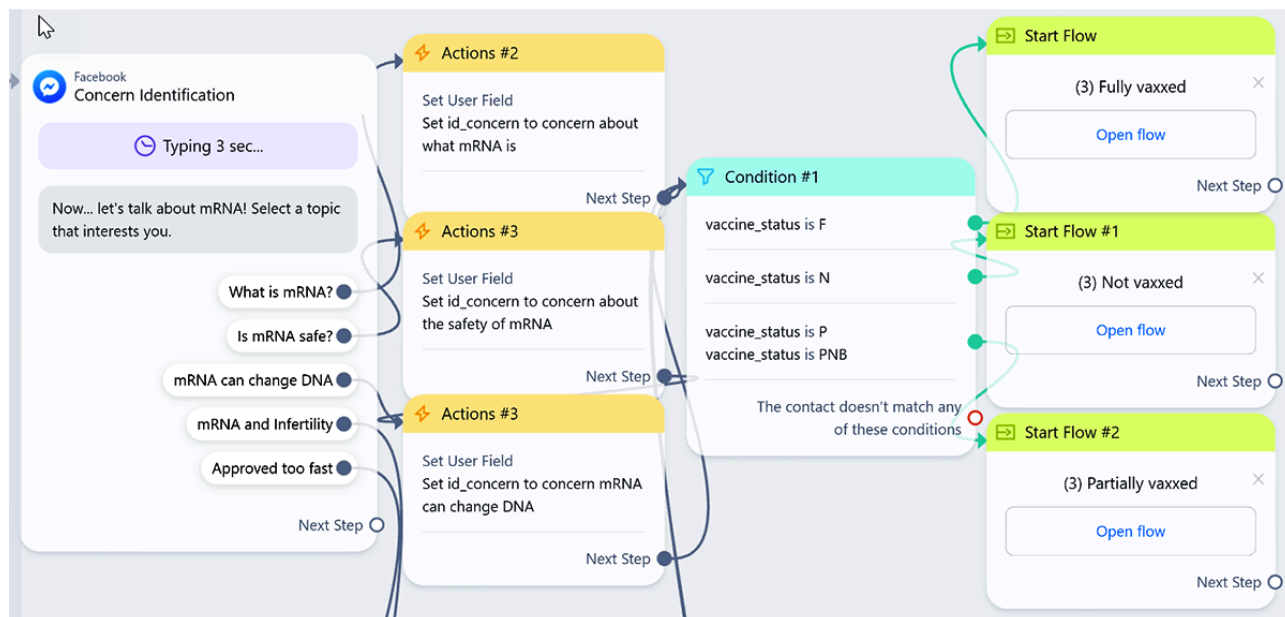 Facebook
Concern Identification
Typing 3 sec...
Now... let's talk about mRNA! Select a topic
that interests you.
What is mRNA?
Is mRNA safe?
mRNA can change DNA
mRNA and Infertility
Approved too fast
Next Step
Actions #2
Set User Field
Set id_concern to concern about
what mRNA is
Next Step
Actions #3
Set User Field
Set id_concern to concern about
the safety of mRNA
Next Step
Actions #3
Set User Field
Set id_concern to concern mRNA
can change DNA
Next Step
Condition #1
vaccine_status is F
vaccine_status is N
vaccine_status is P
vaccine_status is PNB
The contact doesn't match any
of these conditions
Start Flow
(3) Fully vaxxed
Open flow
Next Step
Start Flow #1
(3) Not vaxxed
Open flow
Next Step
Start Flow #2
(3) Partially vaxxed
Open flow
Next Step